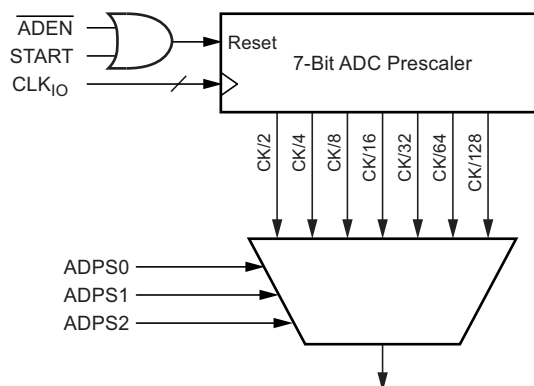 ADEN
START
CLKIO
Reset
7-Bit ADC Prescaler
CK/2
CK/4
CK/8
CK/16
CK/32
CK/64
CK/128
ADPS0
ADPS1
ADPS2